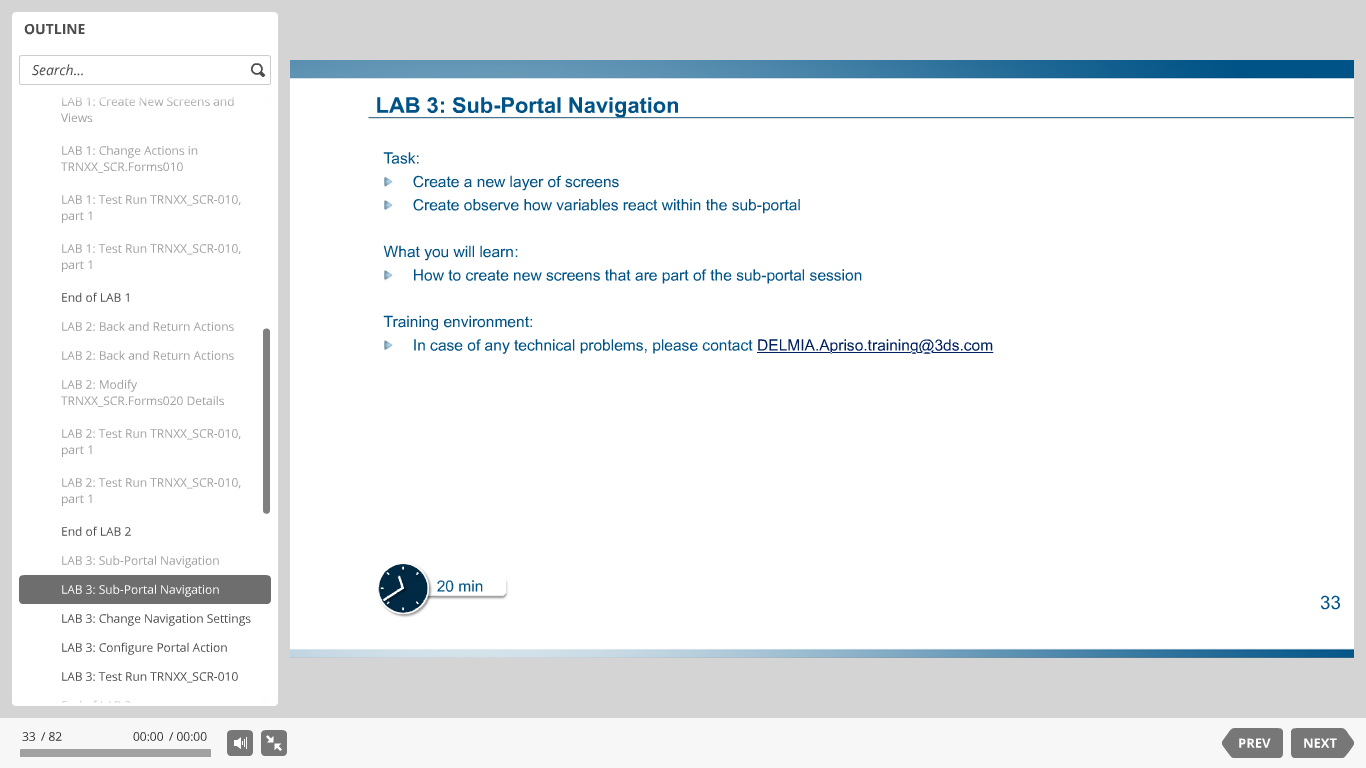 OUTLINE
Search...
LAB 1: Create New Screens and
Views
LAB 1: Change Actions in
TRNXX_SCR.Forms010
LAB 1: Test Run TRNXX_SCR-010,
part 1
LAB 1: Test Run TRNXX_SCR-010,
part 1
End of LAB 1
LAB 2: Back and Return Actions
LAB 2: Back and Return Actions
LAB 2: Modify
TRNXX_SCR.Forms020 Details
LAB 2: Test Run TRNXX_SCR-010,
part 1
LAB 2: Test Run TRNXX_SCR-010,
part 1
End of LAB 2
LAB 3: Sub-Portal Navigation
LAB 3: Sub-Portal Navigation
LAB 3: Change Navigation Settings
LAB 3: Configure Portal Action
LAB 3: Test Run TRNXX_SCR-010
LAB 3: Sub-Portal Navigation
Task:
Create a new layer of screens
Create observe how variables react within the sub-portal
What you will learn:
How to create new screens that are part of the sub-portal session
Training environment:
In case of any technical problems, please contact DELMIA.Apriso.training@3ds.com
20 min
33
33 / 82
00:00 / 00:00
PREV
NEXT